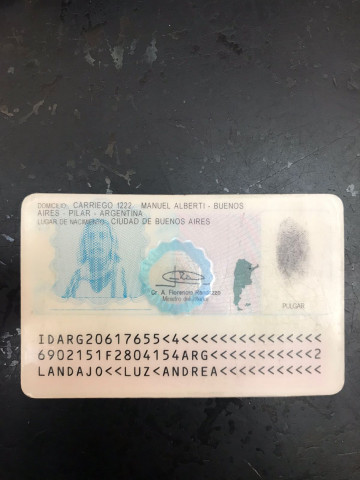 DOMICILIO: CARRIEGO 1222 MANUEL ALBERTI - BUENOS
AIRES - PILAR - ARGENTINA
LUGAR DE NACIMIENTO: CIUDAD DE BUENOS AIRES
Dr. A. Florencio Randazzo
Ministro del Interior
PULGAR
IDARG20617655<4<<<<<<<<<<<<<<<
6902151F2804154ARG<<<<<<<<<<<2
LANDAJO<<LUZ<ANDREA<<<<<<<<<<<